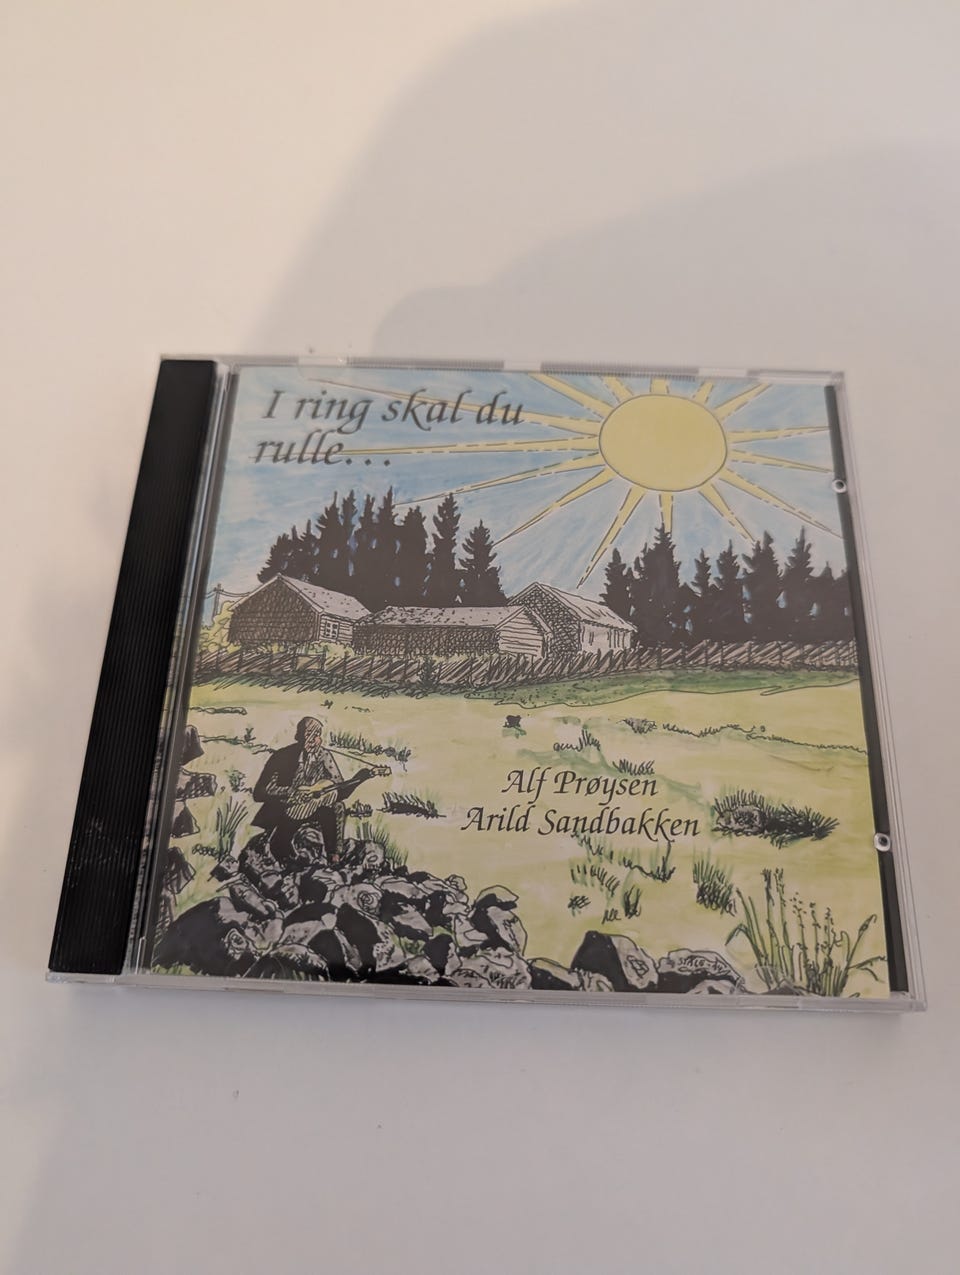 I ring skal du
rulle...
Alf Prøysen
Arild Sandbakken